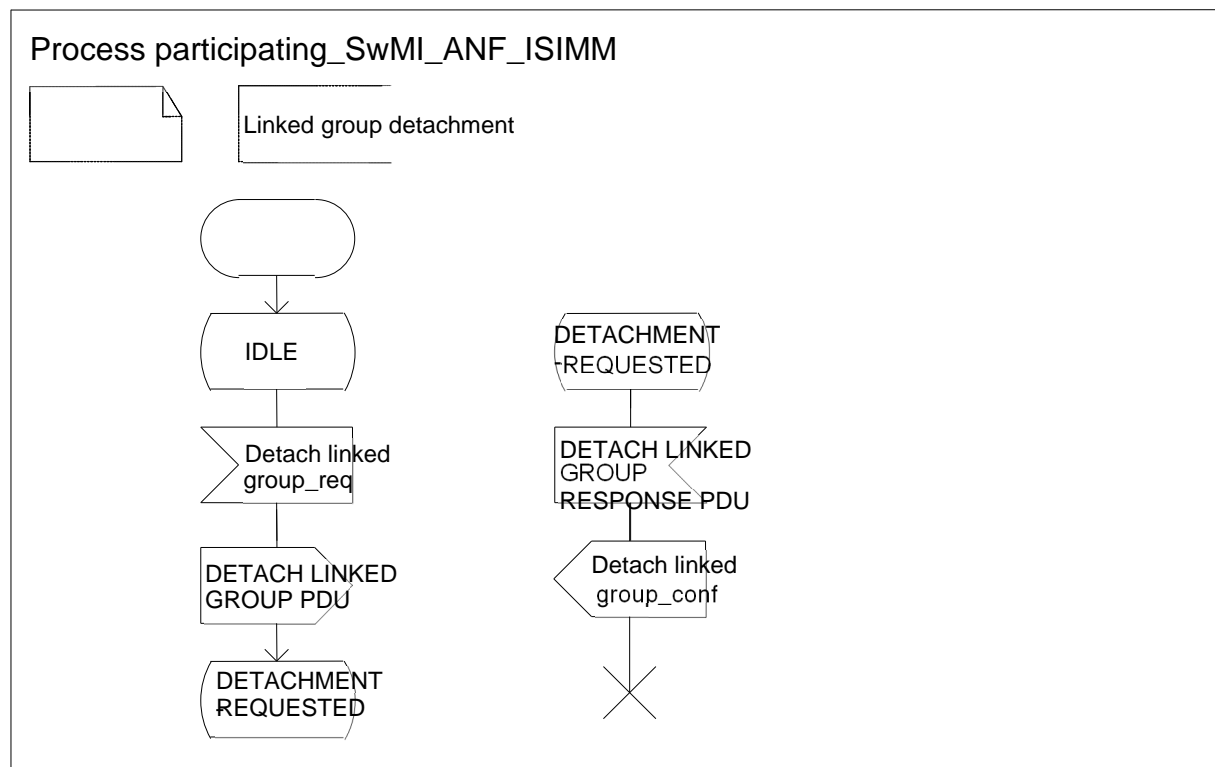 Process participating_SwMI_ANF_ISIMM
Linked group detachment
IDLE
Detach linked
group_req
DETACH LINKED
GROUP PDU
DETACHMENT
-REQUESTED
DETACHMENT
-REQUESTED
DETACH LINKED
GROUP
RESPONSE PDU
Detach linked
group_conf